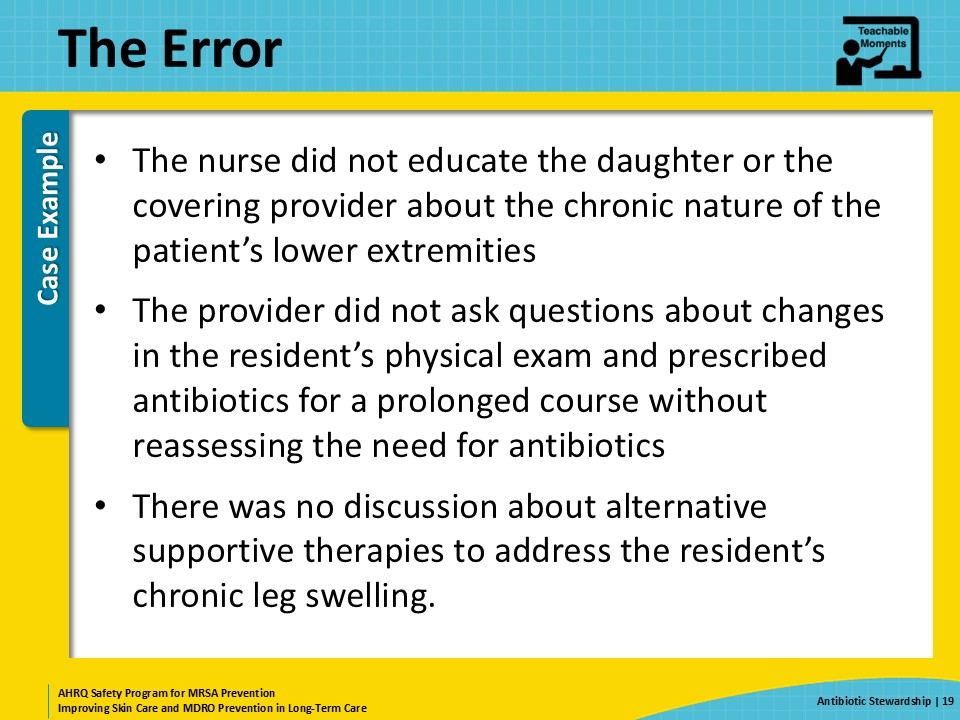 The Error
Teachable
Moments
Case Example
• The nurse did not educate the daughter or the
covering provider about the chronic nature of the
patient’s lower extremities
• The provider did not ask questions about changes
in the resident’s physical exam and prescribed
antibiotics for a prolonged course without
reassessing the need for antibiotics
• There was no discussion about alternative
supportive therapies to address the resident’s
chronic leg swelling.
AHRQ Safety Program for MRSA Prevention
Improving Skin Care and MDRO Prevention in Long-Term Care
Antibiotic Stewardship | 19